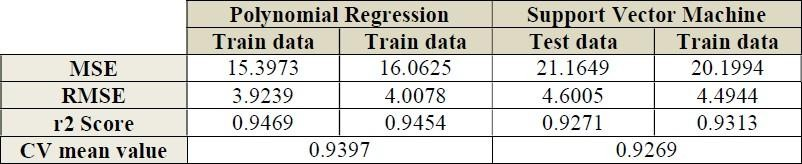 Polynomial Regression Support Vector Machine
Train data Train data Test data Train data
MSE 15.3973 16.0625 21.1649 20.1994
RMSE 3.9239 4.0078 4.6005 4.4944
r2 Score 0.9469 0.9454 0.9271 0.9313
CV mean value 0.9397 0.9269